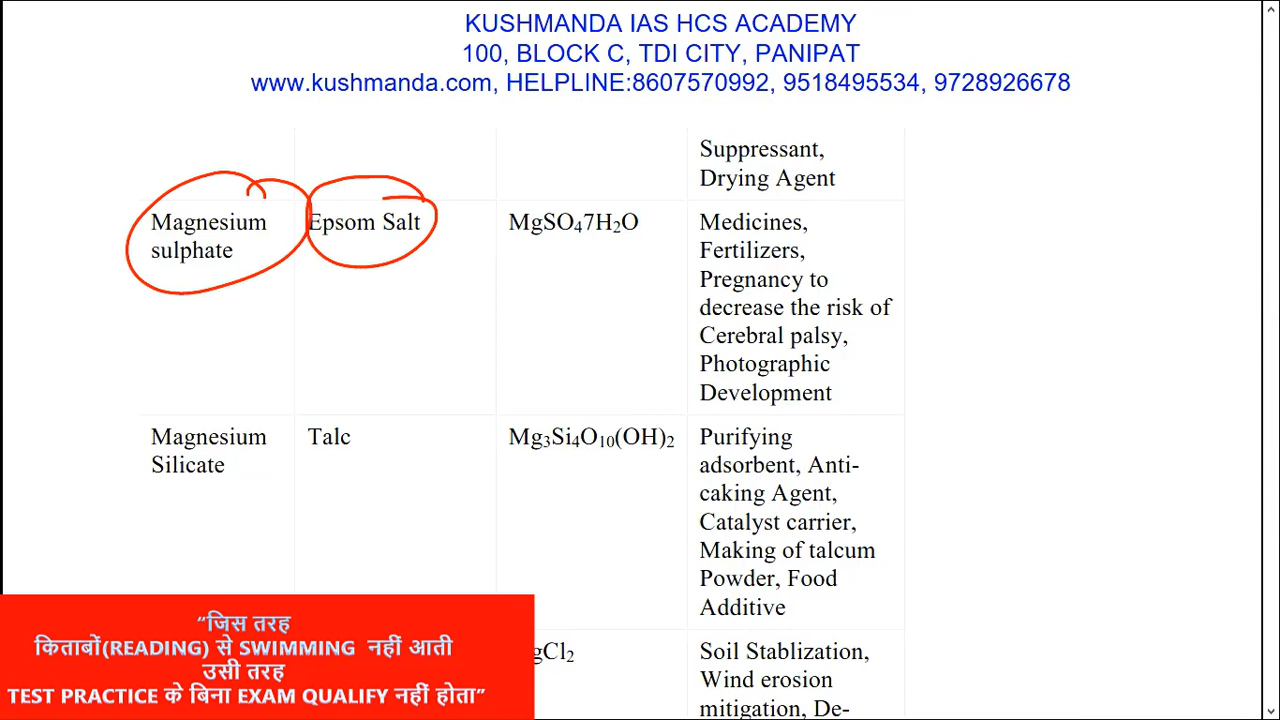 KUSHMANDA IAS HCS ACADEMY
100, BLOCK C, TDI CITY, PANIPAT
www.kushmanda.com, HELPLINE:8607570992, 9518495534, 9728926678
Suppressant,
Drying Agent
Magnesium
sulphate
Epsom Salt
MgSO₄7H₂O
Medicines,
Fertilizers,
Pregnancy to
decrease the risk of
Cerebral palsy,
Photographic
Development
Magnesium
Silicate
Talc
Mg₃Si₄O₁₀(OH)₂
Purifying
adsorbent, Anti-
caking Agent,
Catalyst carrier,
Making of talcum
Powder, Food
Additive
gCl₂
Soil Stablization,
Wind erosion
mitigation, De-
“जिस तरह
किताबों(READING) से SWIMMING नहीं आती
उसी तरह
TEST PRACTICE के बिना EXAM QUALIFY नहीं होता”